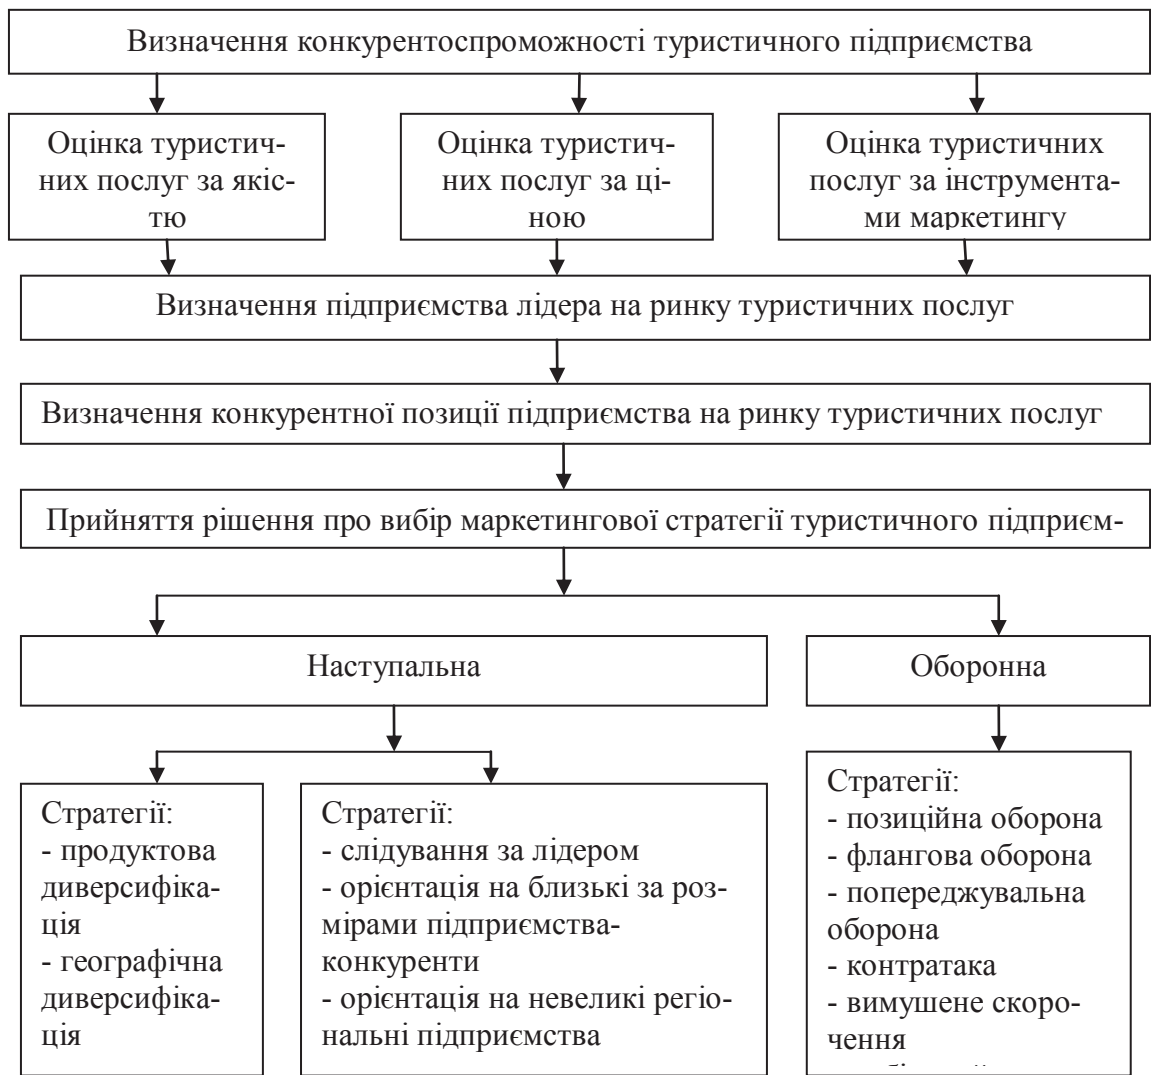 Визначення конкурентоспроможності туристичного підприємства
Оцінка туристич-
них послуг за якіс-
тю
Оцінка туристич-
них послуг за ці-
ною
Оцінка туристичних
послуг за інструмента-
ми маркетингу
Визначення підприємства лідера на ринку туристичних послуг
Визначення конкурентної позиції підприємства на ринку туристичних послуг
Прийняття рішення про вибір маркетингової стратегії туристичного підприєм-
Наступальна
Оборонна
Стратегії:
- продуктова
диверсифіка-
ція
- географічна
диверсифіка-
ція
Стратегії:
- слідування за лідером
- орієнтація на близькі за роз-
мірами підприємства-
конкуренти
- орієнтація на невеликі регіо-
нальні підприємства
Стратегії:
- позиційна оборона
- флангова оборона
- попереджувальна
оборона
- контратака
- вимушене скоро-
чення